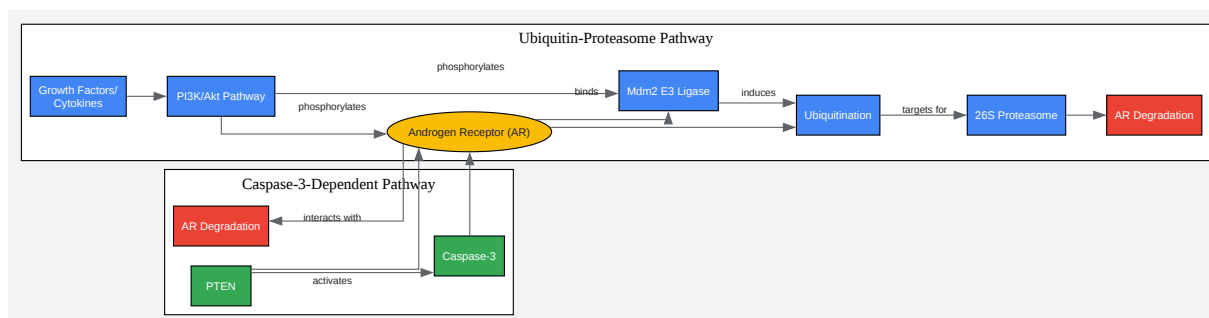 Ubiquitin-Proteasome Pathway
phosphorylates
Growth Factors/
Cytokines
PI3K/Akt Pathway
binds
Mdm2 E3 Ligase
induces
phosphorylates
Ubiquitination
targets for
26S Proteasome
AR Degradation
Androgen Receptor (AR)
Caspase-3-Dependent Pathway
AR Degradation
interacts with
Caspase-3
PTEN
activates